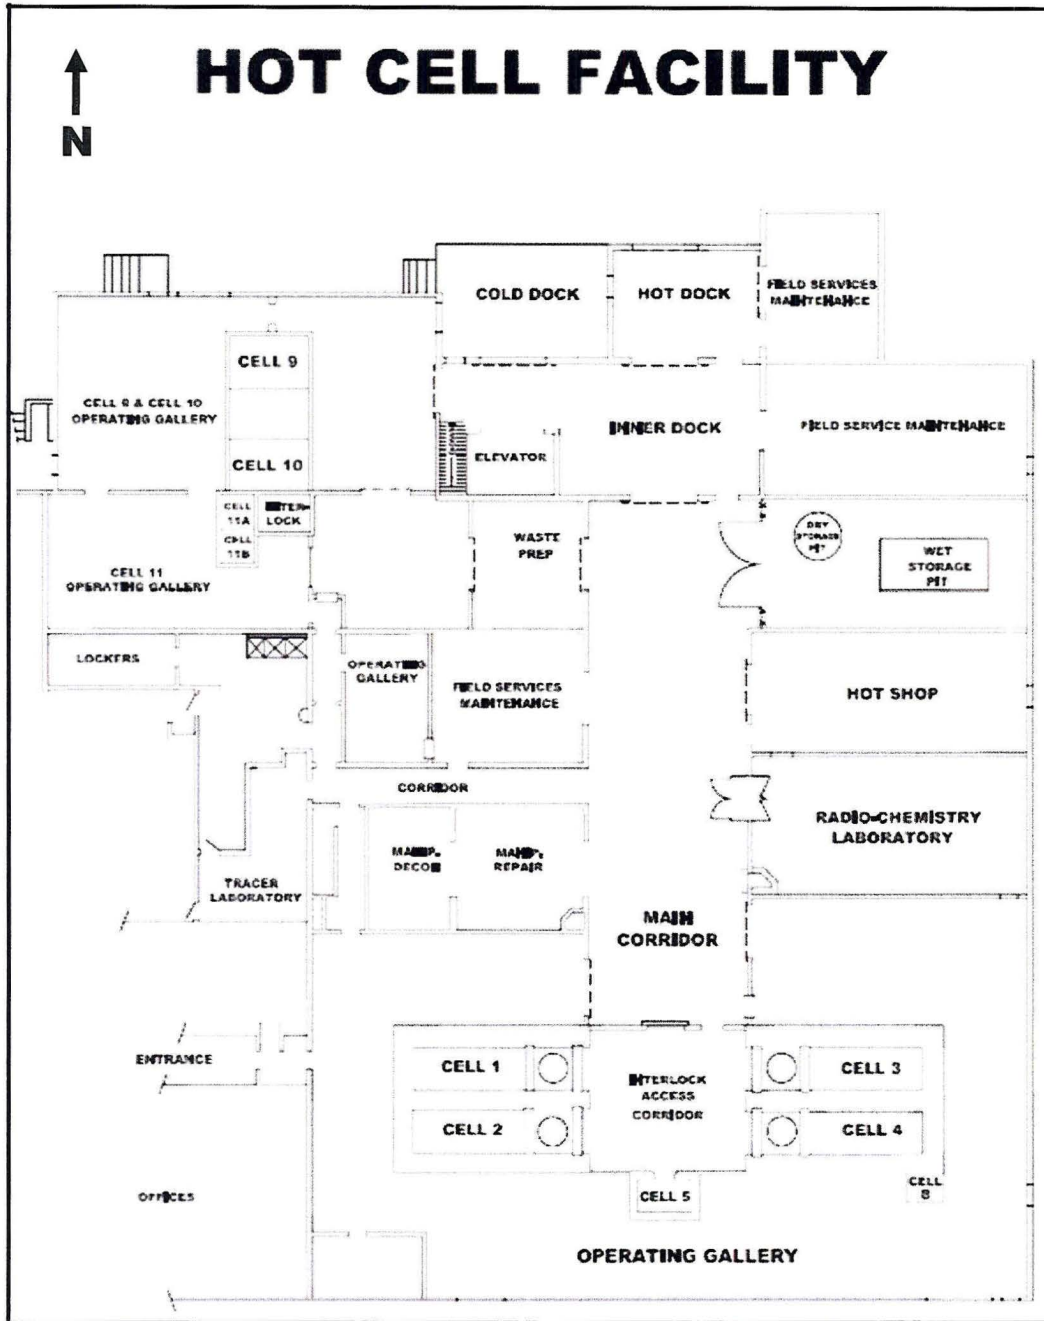 HOT CELL FACILITY
N
COLD DOCK
HOT DOCK
FIELD SERVICES
MAINTENANCE
CELL 9
CELL 9 & CELL 10
OPERATING GALLERY
INNER DOCK
FIELD SERVICE MAINTENANCE
ELEVATOR
CELL 10
CELL
11A
INTER-
LOCK
CELL
11B
CELL 11
OPERATING GALLERY
WASTE
PREP
DRY
STORAGE
PIT
WET
STORAGE
PIT
LOCKERS
OPERATING
GALLERY
FIELD SERVICES
MAINTENANCE
HOT SHOP
CORRIDOR
RADIO-CHEMISTRY
LABORATORY
MANIP.
DECON
MANIP.
REPAIR
TRACER
LABORATORY
MAIN
CORRIDOR
ENTRANCE
CELL 1
INTERLOCK
ACCESS
CORRIDOR
CELL 3
CELL 2
CELL 4
OFFICES
CELL 5
CELL
OPERATING GALLERY